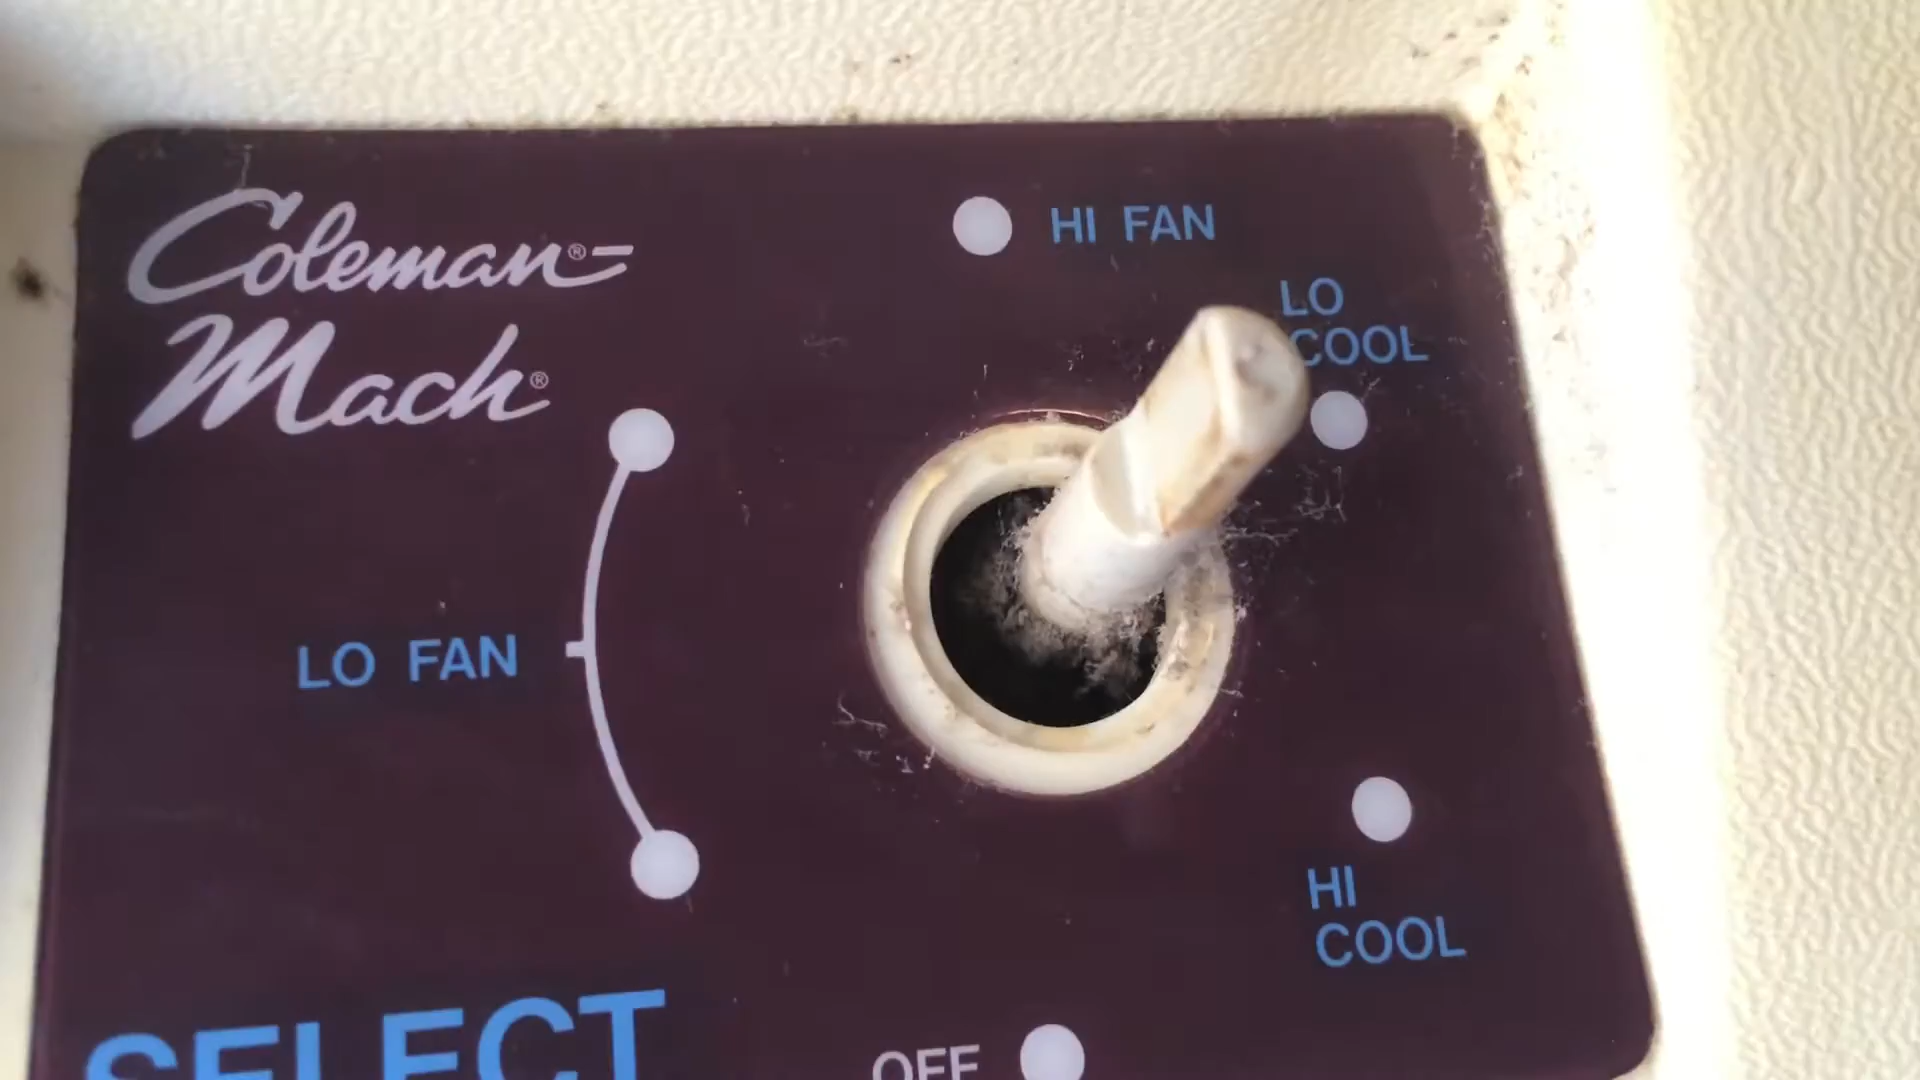 Coleman®-
Mach®
HI FAN
LO
COOL
LO FAN
HI
COOL
SELECT
OFF